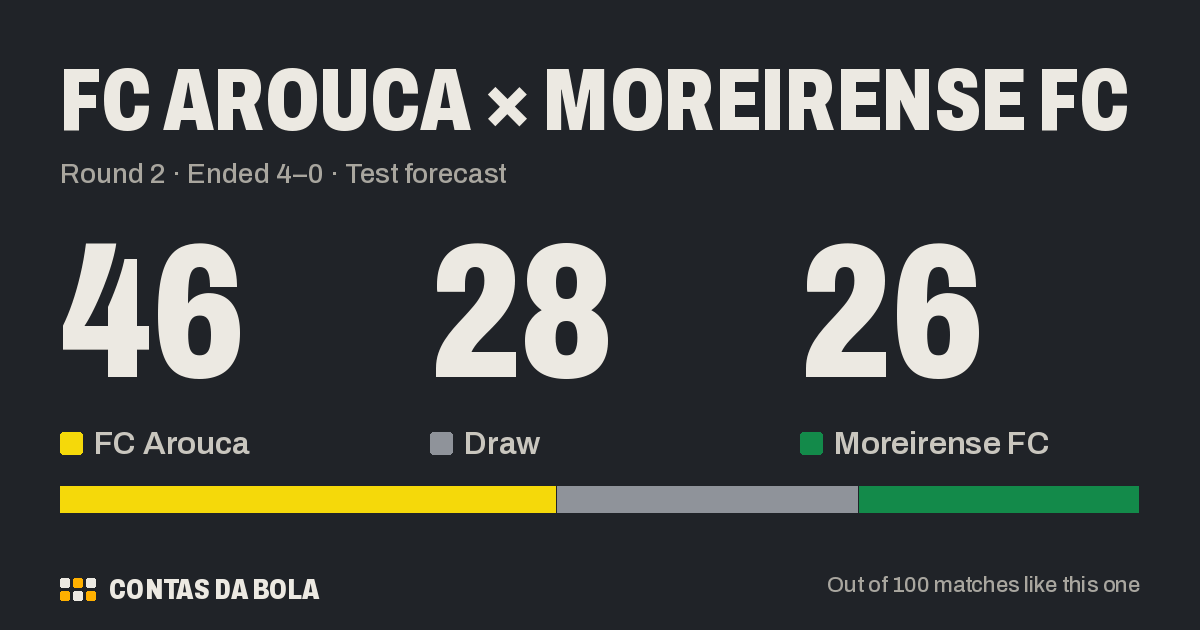 FC AROUCA × MOREIRENSE FC
Round 2 · Ended 4–0 · Test forecast
46 28 26
FC Arouca Draw Moreirense FC
CONTAS DA BOLA
Out of 100 matches like this one